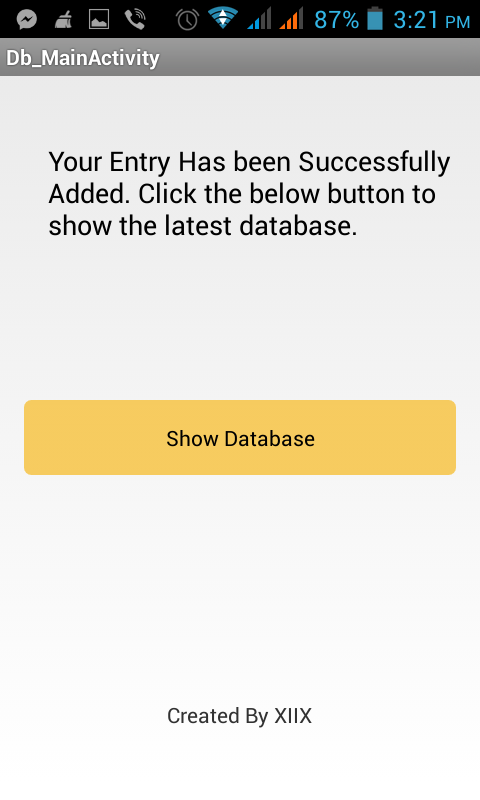 87% 3:21 PM
Db_MainActivity
Your Entry Has been Successfully
Added. Click the below button to
show the latest database.
Show Database
Created By XIIX